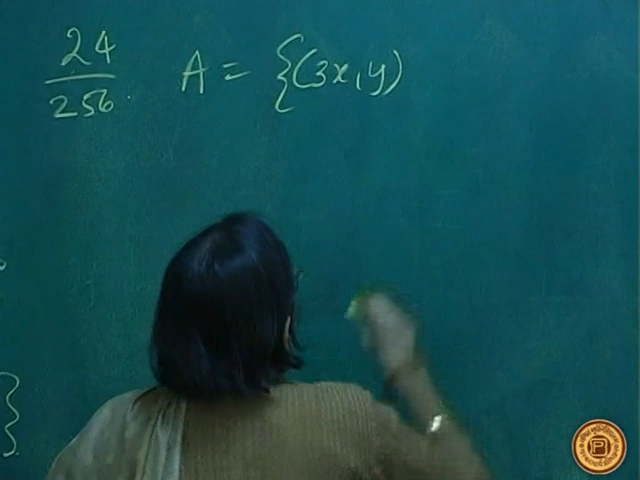 24
256 . A = {(3x, y)
}